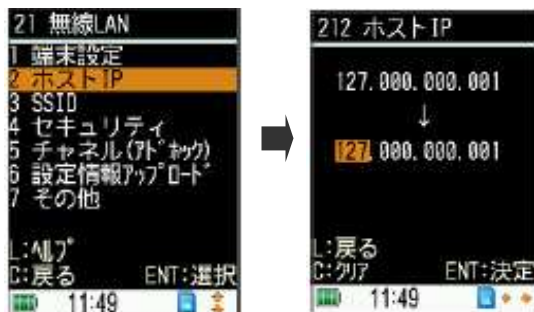 21 無線LAN
1 端末設定
2 ホストIP
3 SSID
4 セキュリティ
5 チャネル(アドホック)
6 設定情報アップロード
7 その他
L:ヘルプ
C:戻る ENT:選択
11:49
212 ホストIP
127.000.000.001
↓
127.000.000.001
L:戻る
C:クリア ENT:決定
11:49